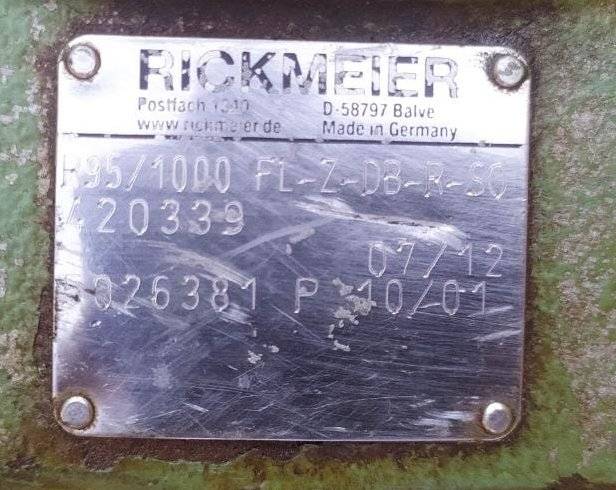 RICKMEIER
Postfach 1340 D-58797 Balve
www.rickmeier.de Made in Germany
R95/1000 FL-Z-DB-R-SO
420339
07/12
026381 P 10/01